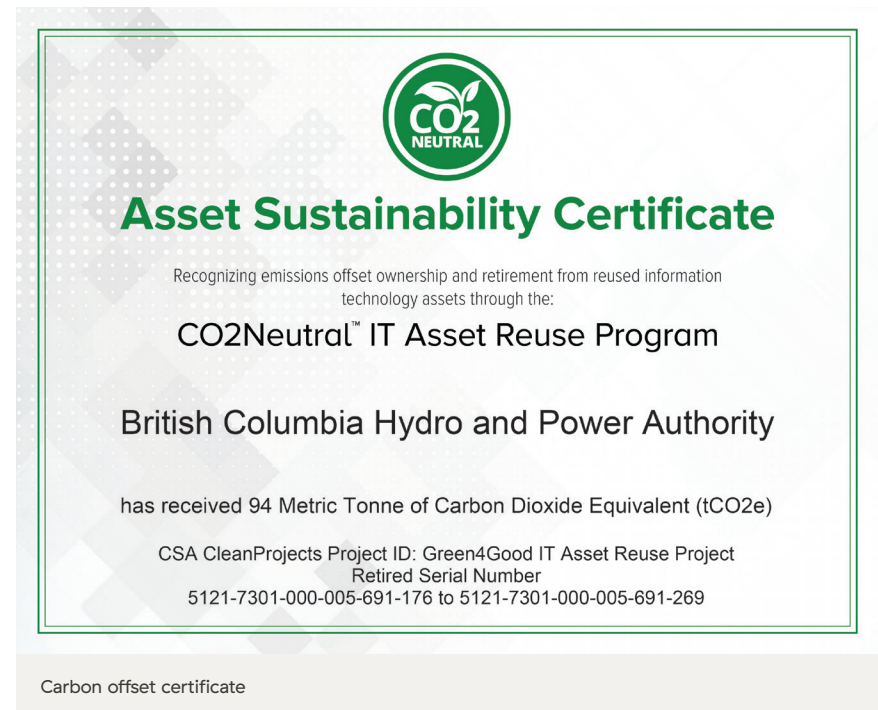 CO2
NEUTRAL
Asset Sustainability Certificate
Recognizing emissions offset ownership and retirement from reused information
technology assets through the:
CO2Neutral™ IT Asset Reuse Program
British Columbia Hydro and Power Authority
has received 94 Metric Tonne of Carbon Dioxide Equivalent (tCO2e)
CSA CleanProjects Project ID: Green4Good IT Asset Reuse Project
Retired Serial Number
5121-7301-000-005-691-176 to 5121-7301-000-005-691-269
Carbon offset certificate